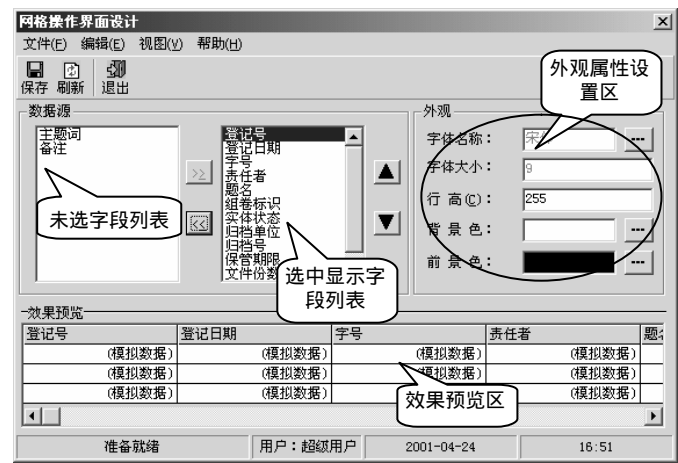 网格操作界面设计
文件(F) 编辑(E) 视图(V) 帮助(H)
保存 刷新 退出
外观属性设
置区
数据源
主题词
备注
未选字段列表
>>
<<
登记号
登记日期
字号
责任者
题名
组卷标识
实体状态
归档单位
归档号
保管期限
文件份数
选中显示字
段列表
外观
字体名称：
字体大小：
9
行 高(C)：
255
背 景 色：
前 景 色：
效果预览
登记号 登记日期 字号 责任者 题名
(模拟数据) (模拟数据) (模拟数据) (模拟数据)
(模拟数据) (模拟数据) (模拟数据) (模拟数据)
(模拟数据) (模拟数据) (模拟数据) (模拟数据)
效果预览区
准备就绪 用户：超级用户 2001-04-24 16:51